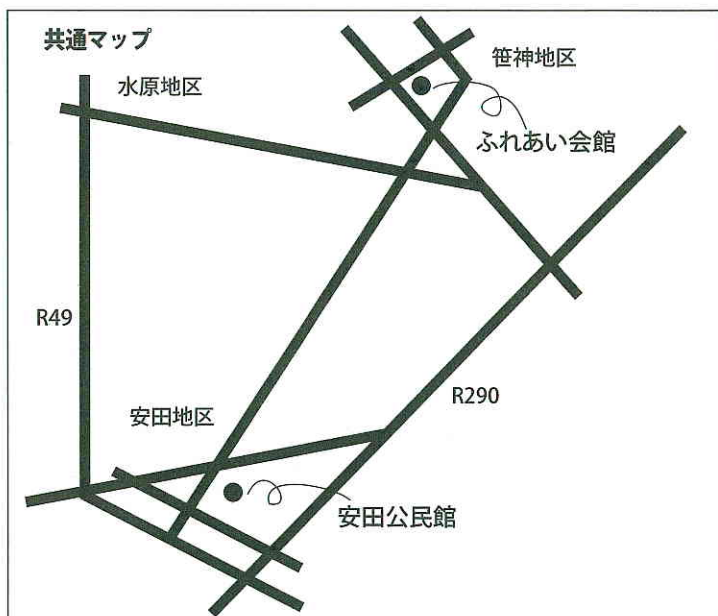 共通マップ
水原地区
笹神地区
ふれあい会館
R49
R290
安田地区
安田公民館